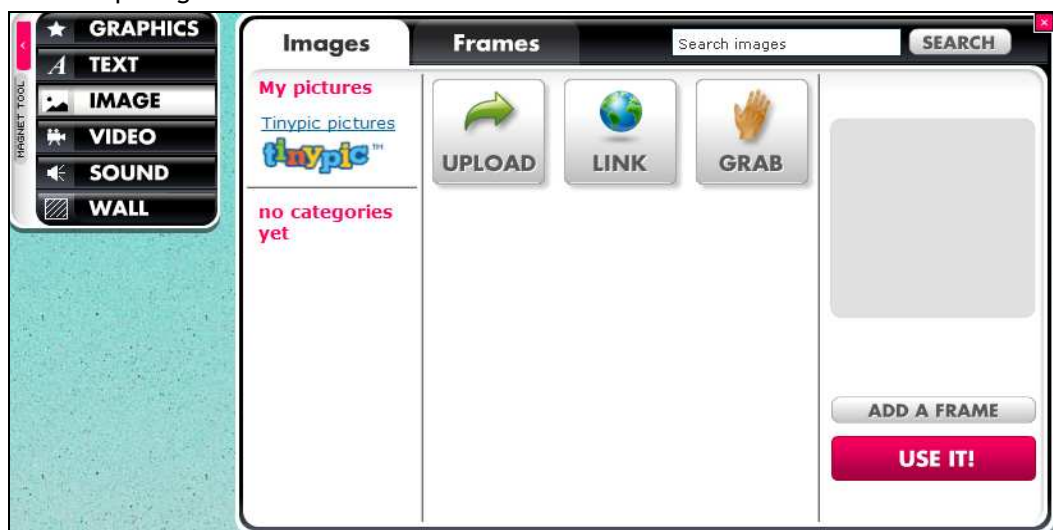 GRAPHICS
TEXT
IMAGE
VIDEO
SOUND
WALL
MAGNET TOOL
Images
Frames
Search images
SEARCH
My pictures
Tinypic pictures
tinypic™
no categories
yet
UPLOAD
LINK
GRAB
ADD A FRAME
USE IT!